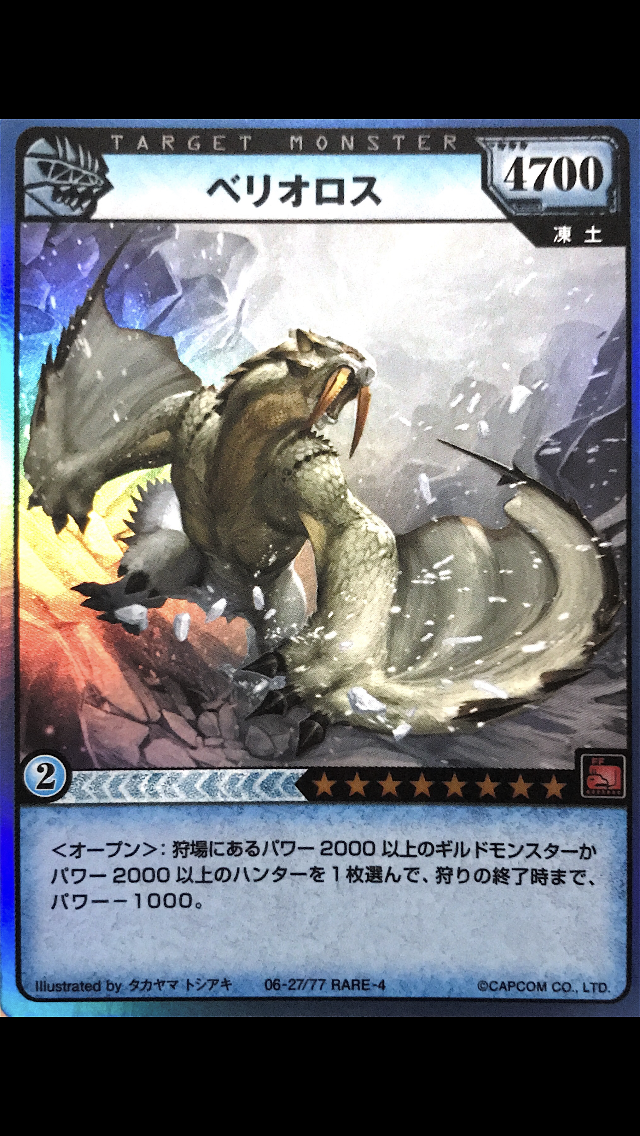 TARGET MONSTER
ベリオロス
4700
凍土
2
FF
<オープン>：狩場にあるパワー2000以上のギルドモンスターか
パワー2000以上のハンターを1枚選んで、狩りの終了時まで、
パワー－1000。
Illustrated by タカヤマ トシアキ 06-27/77 RARE-4 ©CAPCOM CO., LTD.